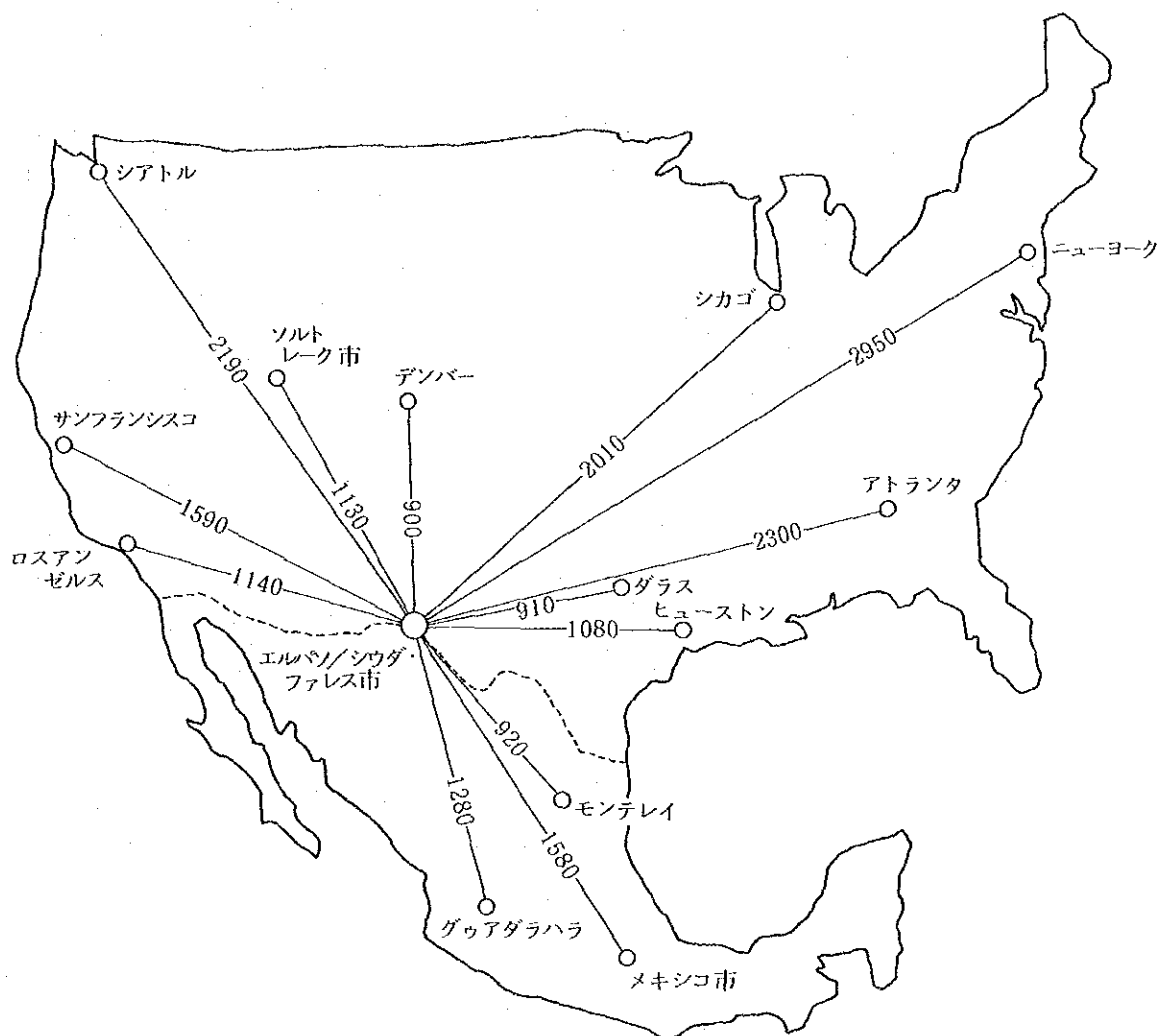 シアトル
ニューヨーク
シカゴ
2950
ソルト
レーク市
2190
デンバー
サンフランシスコ
2010
1130
900
1590
アトランタ
2300
ロスアン
ゼルス
1140
ダラス
910
ヒューストン
1080
エルパソ/シウダ・
ファレス市
920
1280
モンテレイ
1580
グゥアダラハラ
メキシコ市